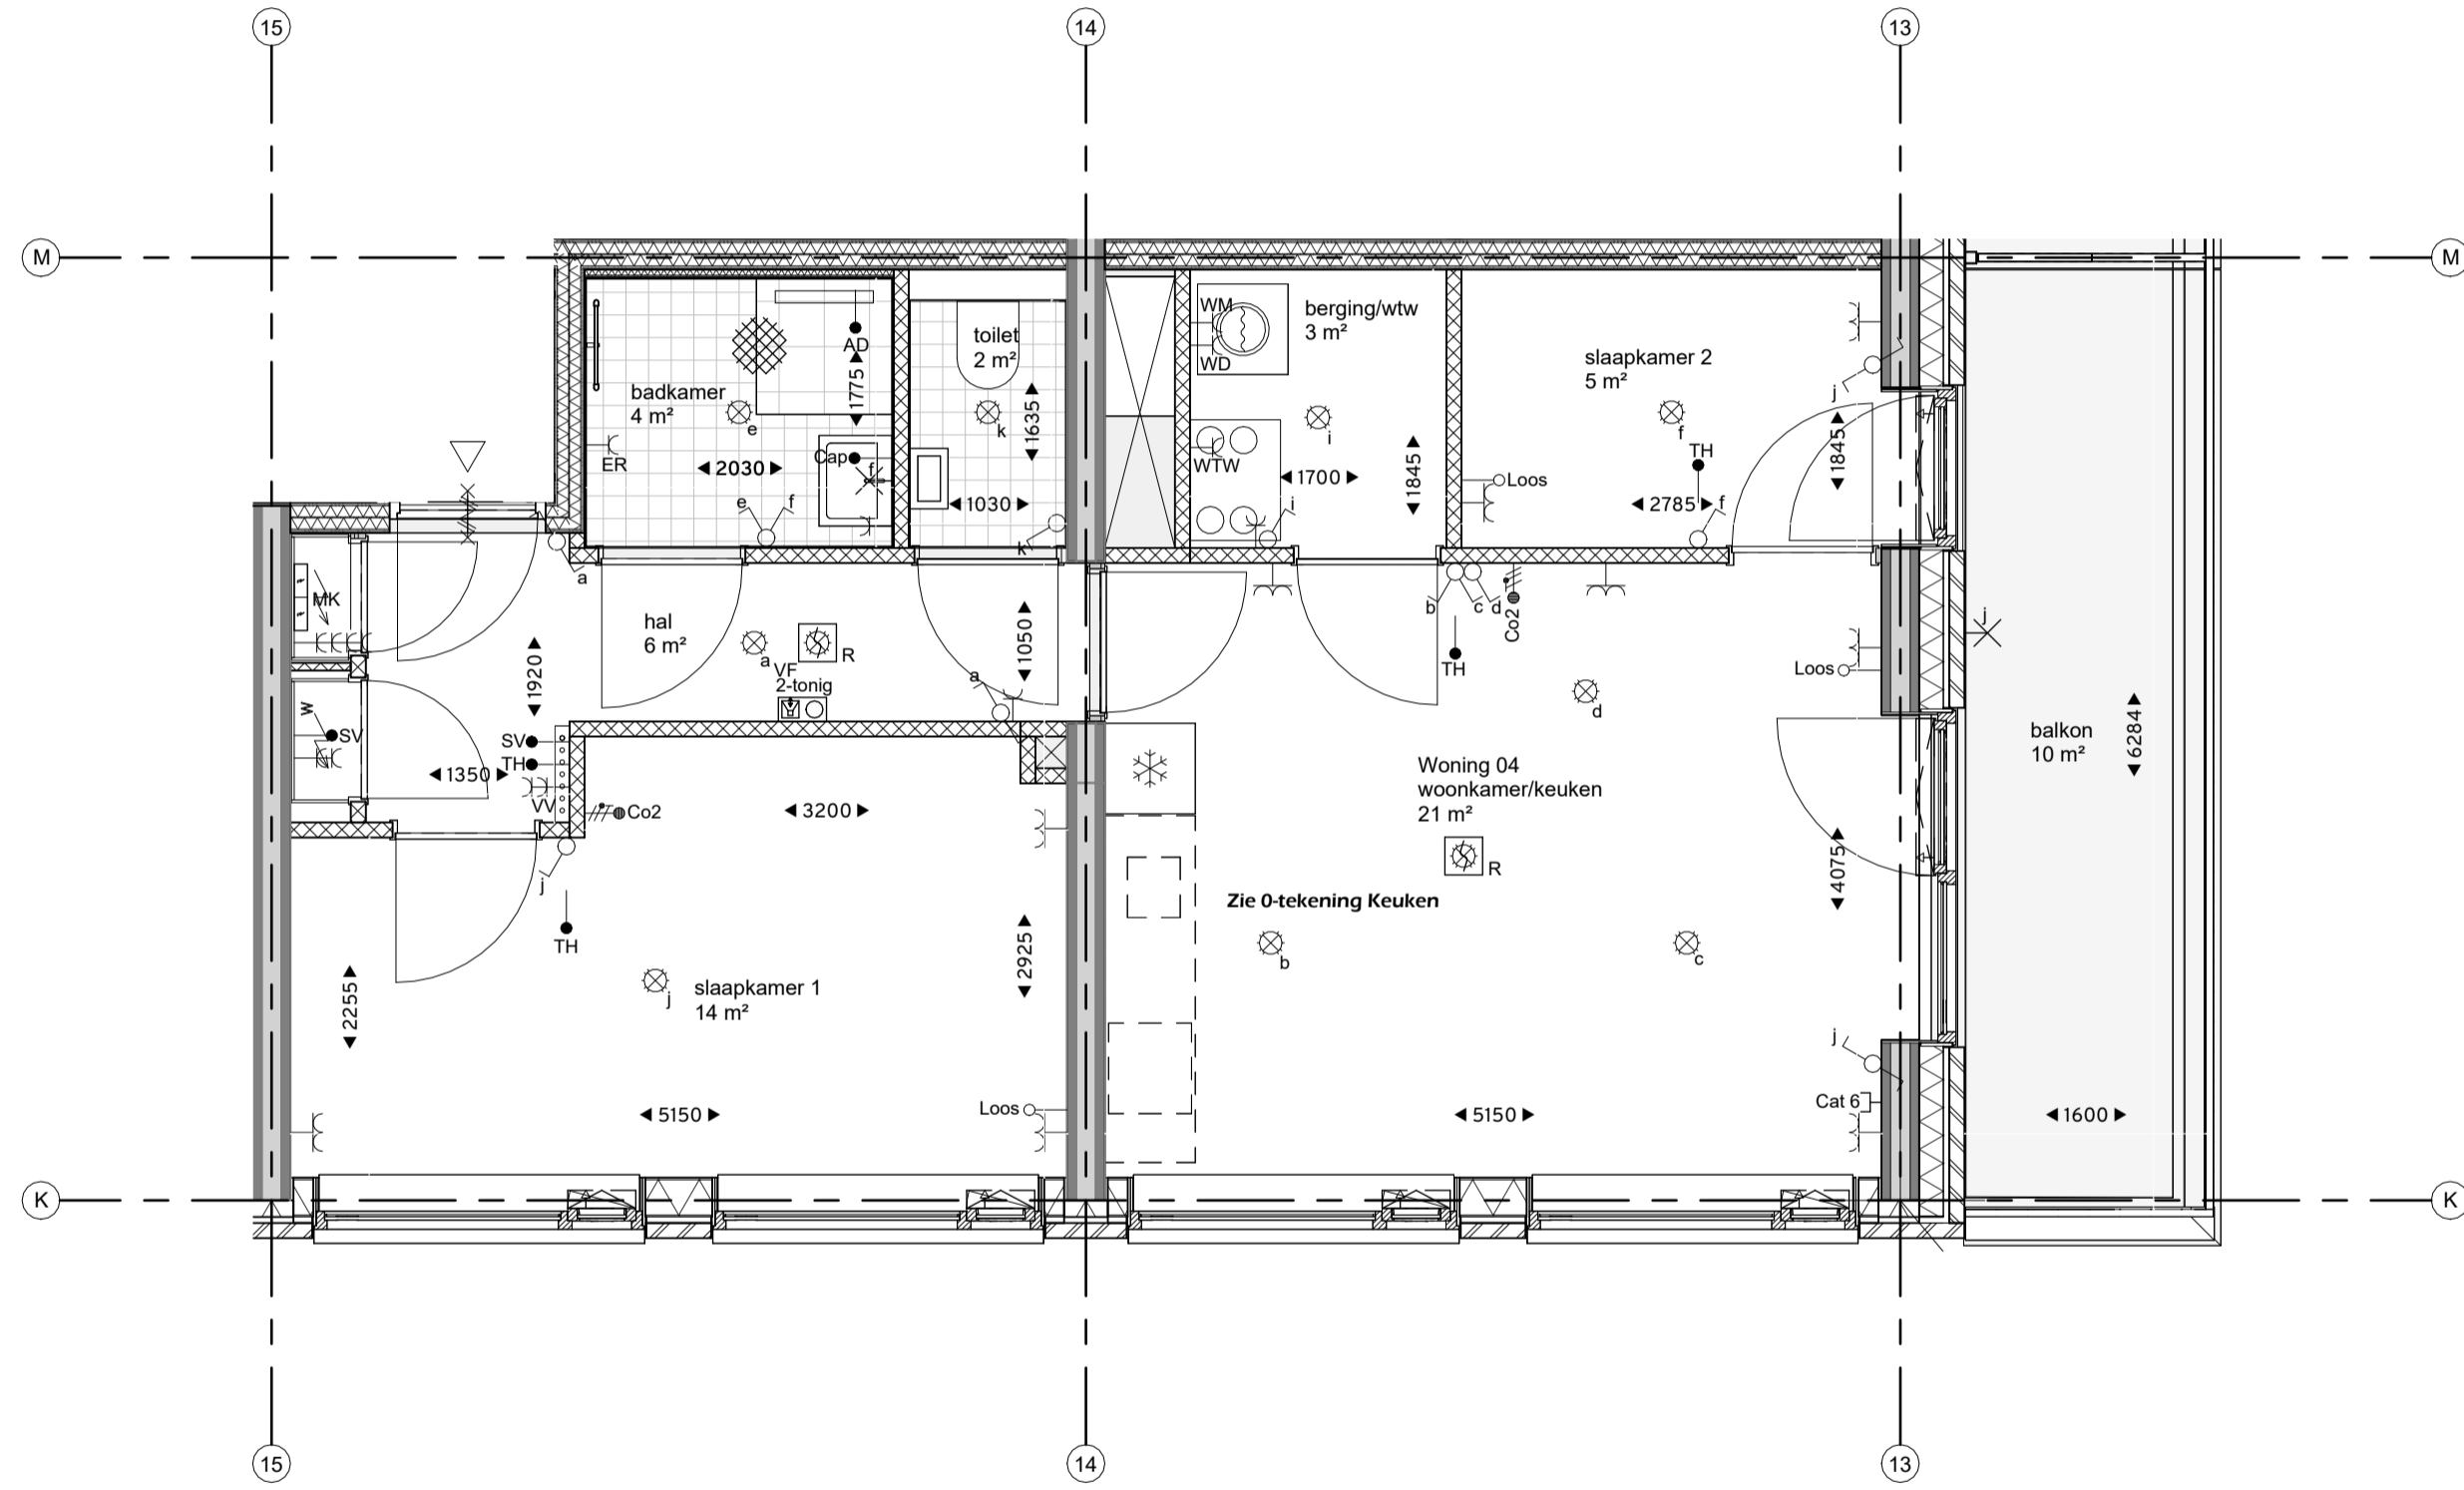 15
14
13
M
M
WM
berging/wtw
3 m²
toilet
2 m²
AD
WD
slaapkamer 2
5 m²
badkamer
4 m²
1775
1635
j
e
k
i
f
1845
1845
TH
ER
2030
Cap
f
WTW
1700
Loos
e
f
1030
i
2785
f
k
a
MK
hal
6 m²
1050
b
c
d
Co2
j
a
R
VF
2-tonig
1920
a
TH
Loos
d
W
SV
SV
TH
1350
VV
Co2
3200
Woning 04
woonkamer/keuken
21 m²
balkon
10 m²
6284
j
R
4075
Zie 0-tekening Keuken
TH
2925
b
c
2255
j
slaapkamer 1
14 m²
j
Loos
Cat 6
5150
5150
1600
K
K
15
14
13